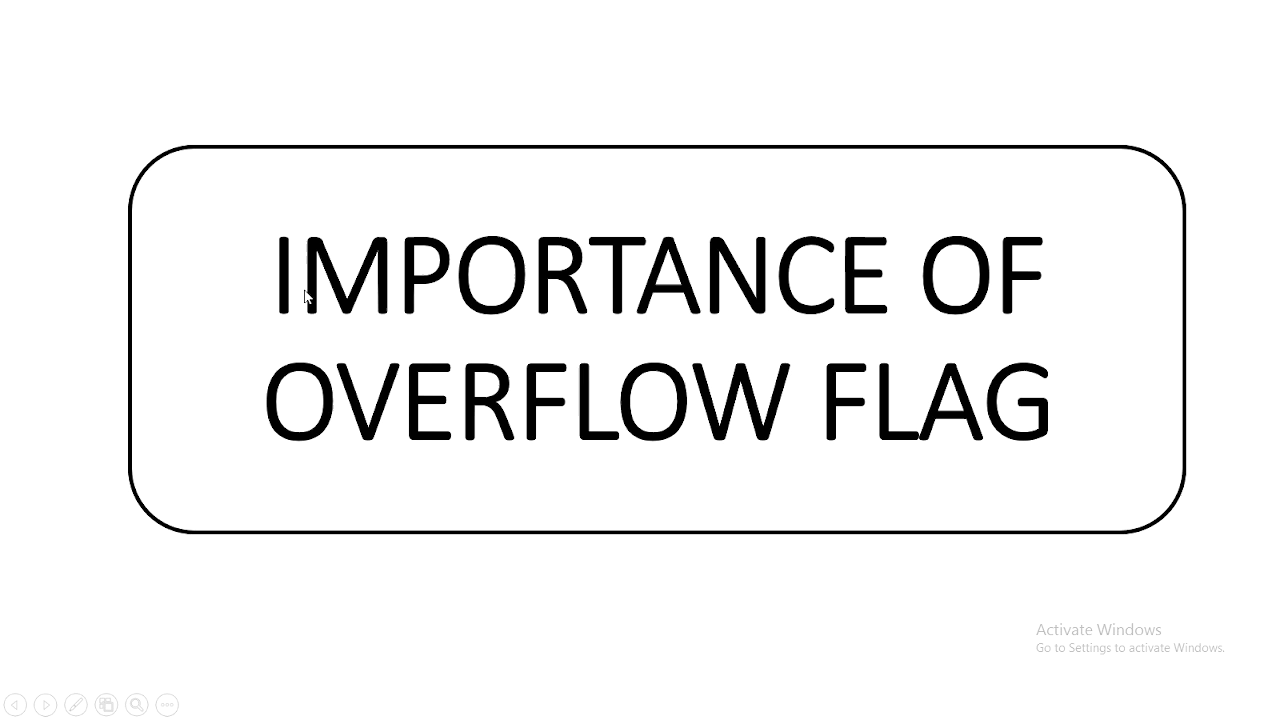 IMPORTANCE OF
OVERFLOW FLAG
Activate Windows
Go to Settings to activate Windows.